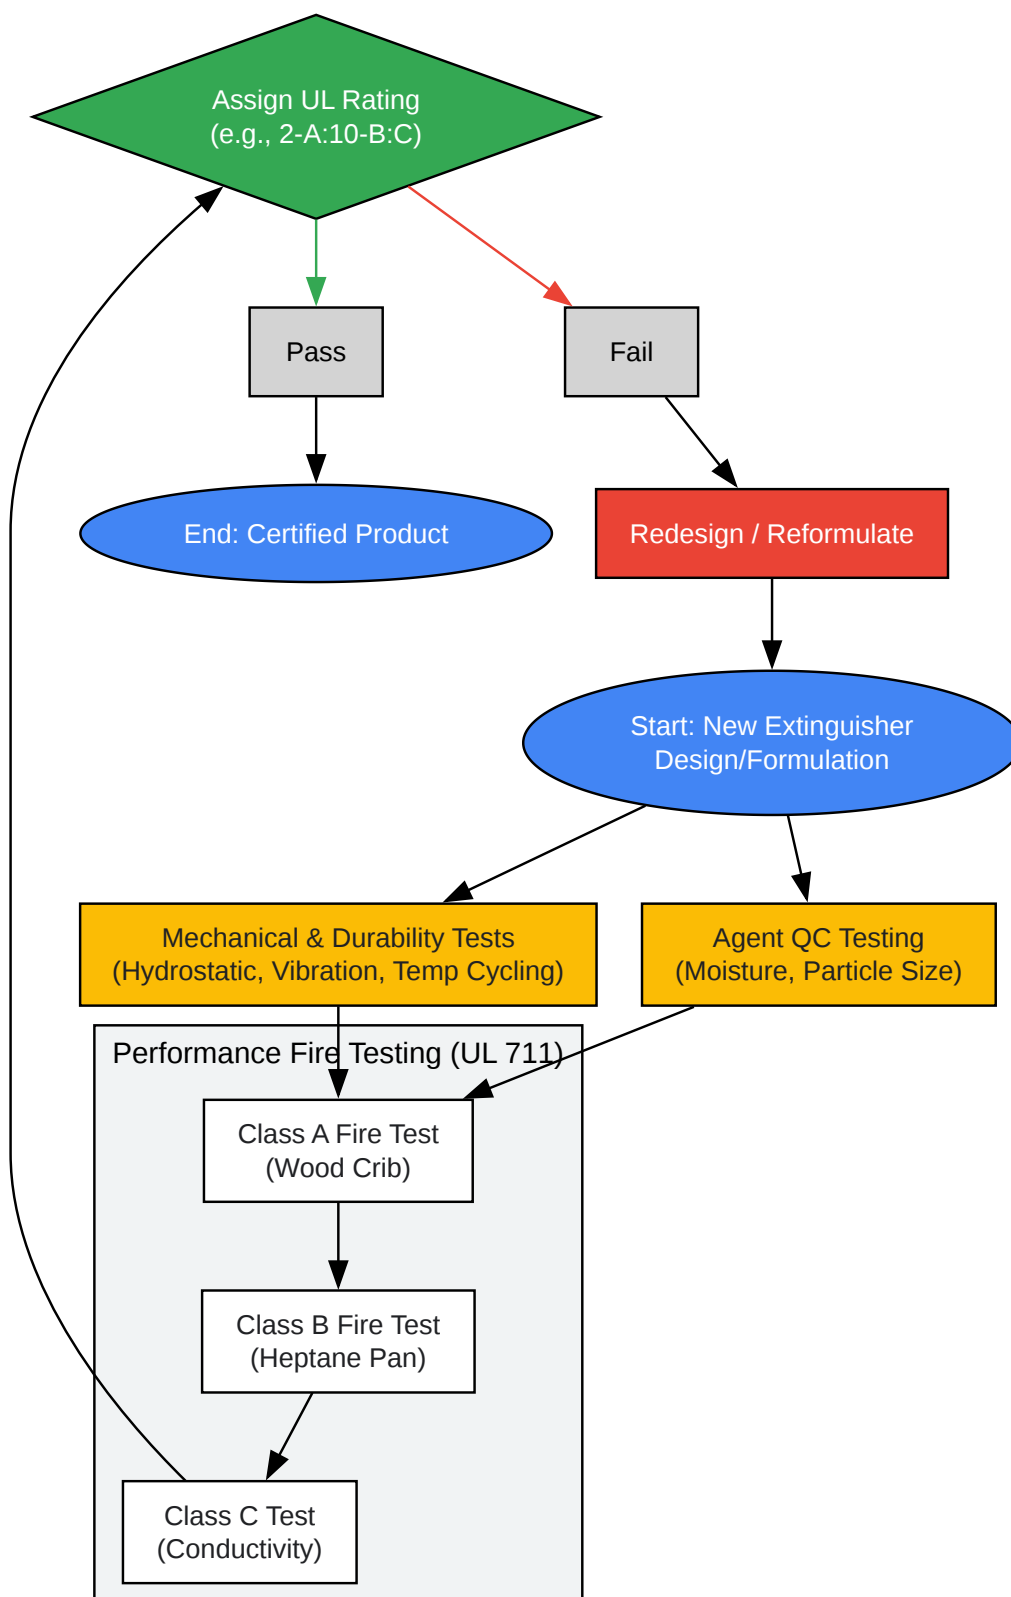 Assign UL Rating
(e.g., 2-A:10-B:C)
Pass
Fail
End: Certified Product
Redesign / Reformulate
Start: New Extinguisher
Design/Formulation
Mechanical & Durability Tests
(Hydrostatic, Vibration, Temp Cycling)
Agent QC Testing
(Moisture, Particle Size)
Performance Fire Testing (UL 711)
Class A Fire Test
(Wood Crib)
Class B Fire Test
(Heptane Pan)
Class C Test
(Conductivity)